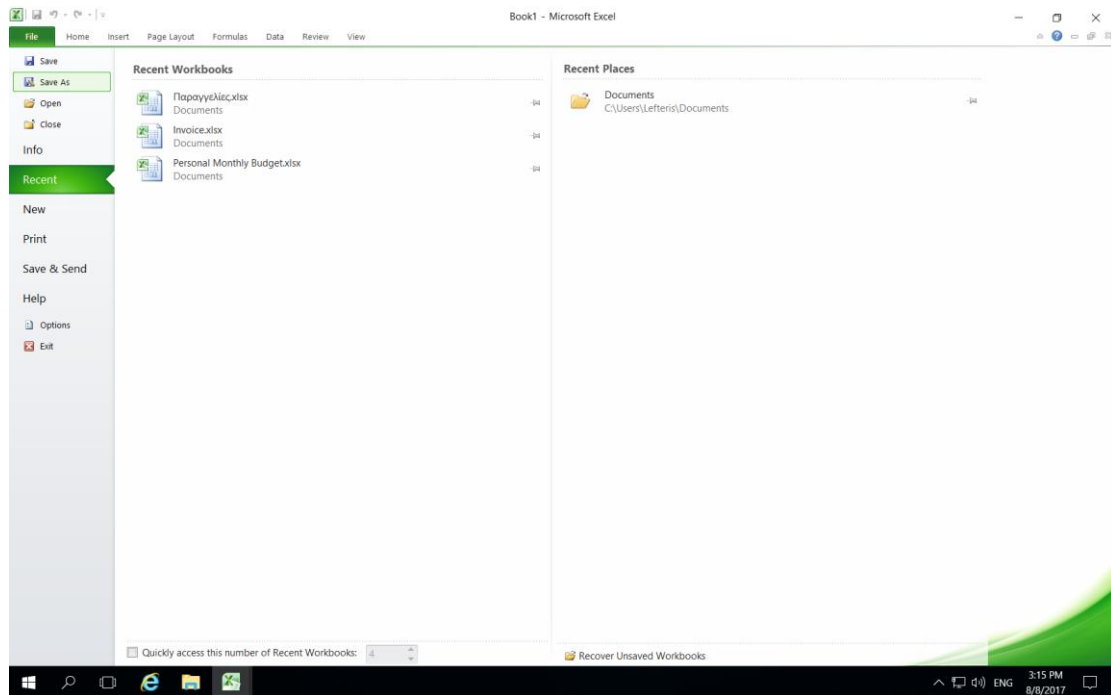 Book1 - Microsoft Excel
File Home Insert Page Layout Formulas Data Review View
Save
Save As
Open
Close
Info
Recent
New
Print
Save & Send
Help
Options
Exit
Recent Workbooks
Παραγγελίες.xlsx
Documents
Invoice.xlsx
Documents
Personal Monthly Budget.xlsx
Documents
Quickly access this number of Recent Workbooks: 4
Recent Places
Documents
C:\Users\Lefteris\Documents
Recover Unsaved Workbooks
ENG
3:15 PM
8/8/2017